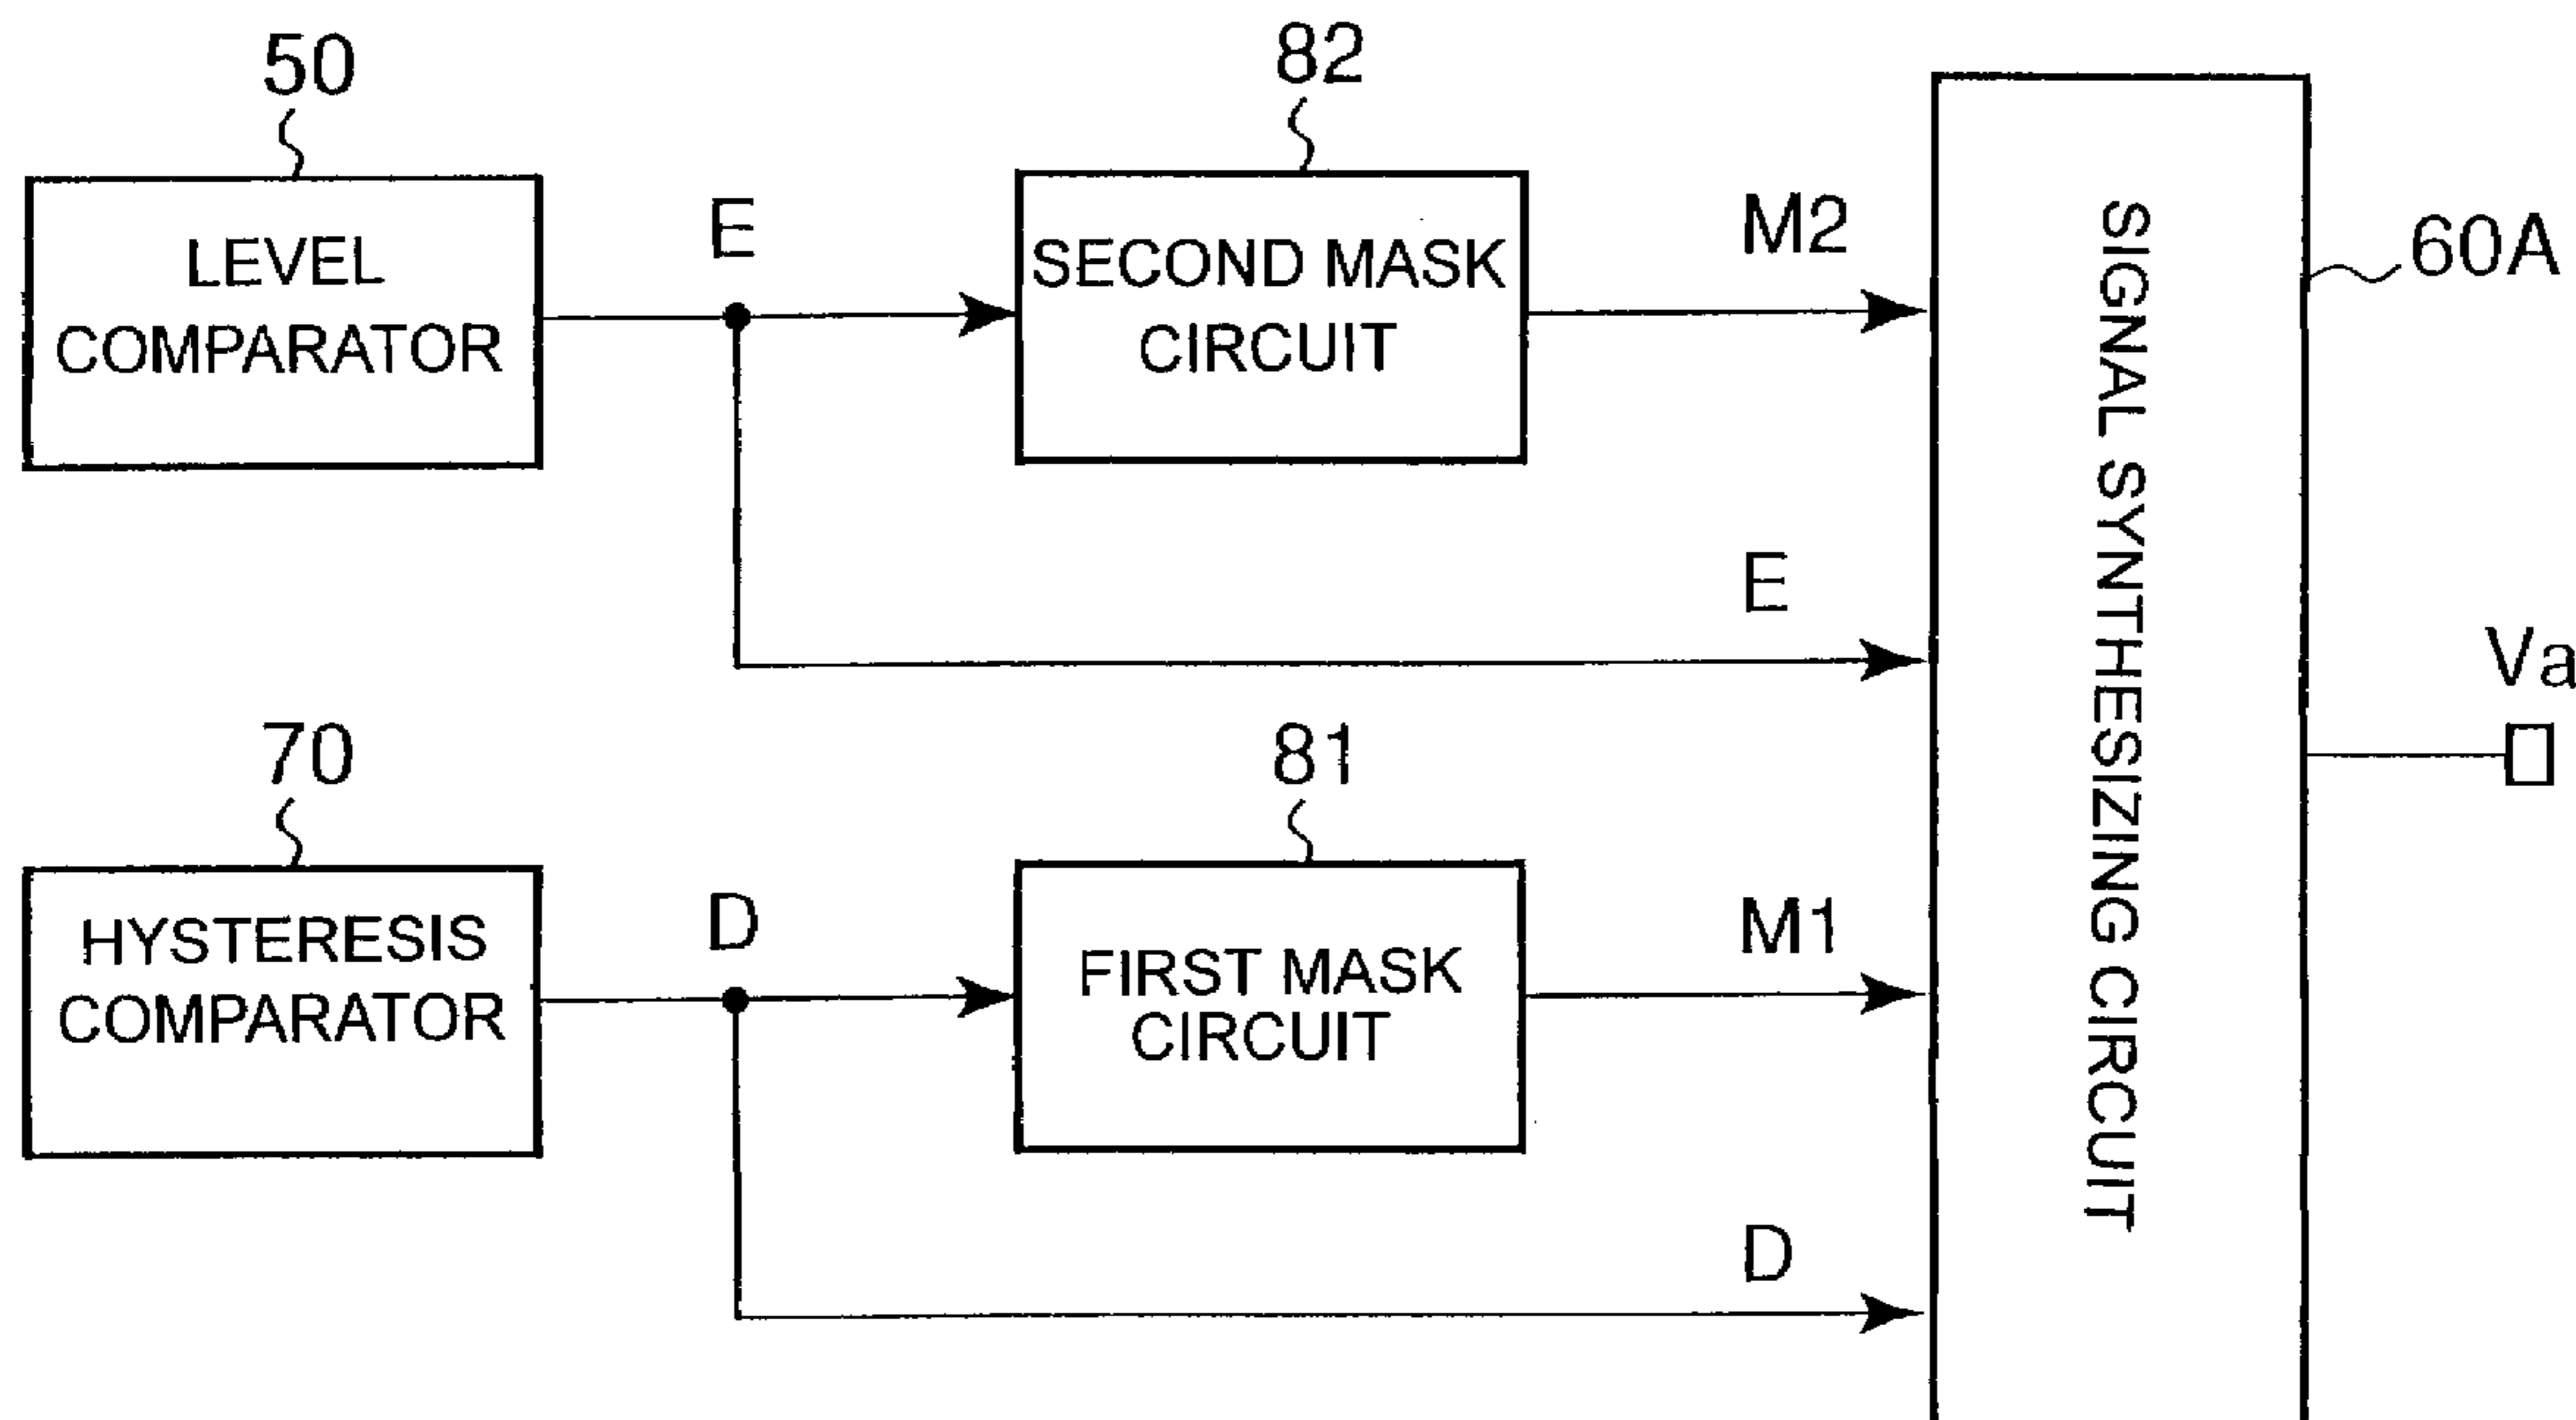 50
82
LEVEL
COMPARATOR
E
SECOND MASK
CIRCUIT
M2
60A
E
SIGNAL SYNTHESIZING CIRCUIT
Va
70
81
HYSTERESIS
COMPARATOR
D
FIRST MASK
CIRCUIT
M1
D